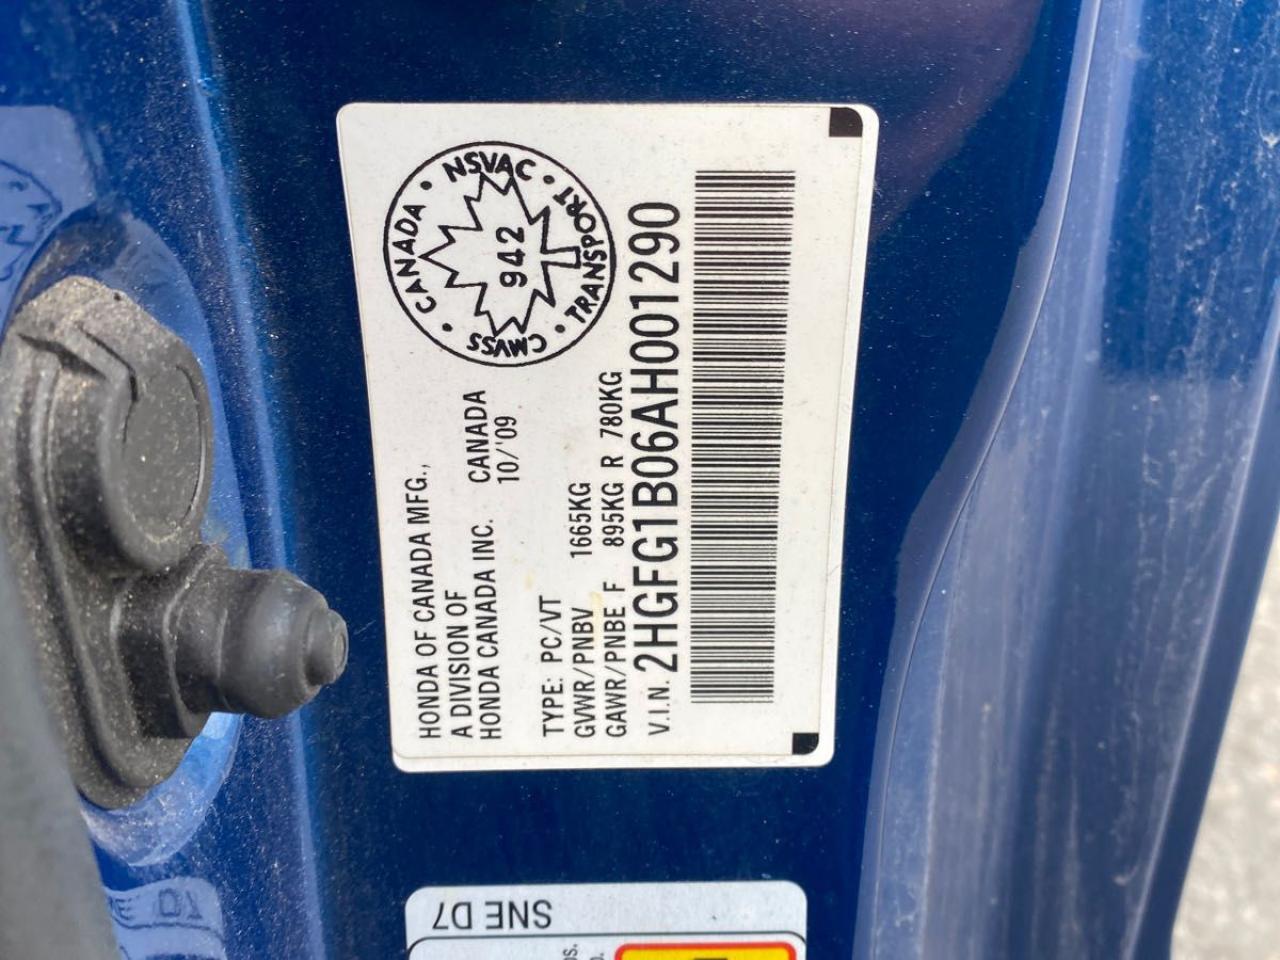 CANADA • NSVAC • TRANSPORT • CMVSS •
942
HONDA OF CANADA MFG.,
A DIVISION OF
HONDA CANADA INC. CANADA
10/'09
TYPE: PC/VT
GVWR/PNBV 1665KG
GAWR/PNBE F 895KG R 780KG
V.I.N. 2HGFG1B06AH001290
SNE D7